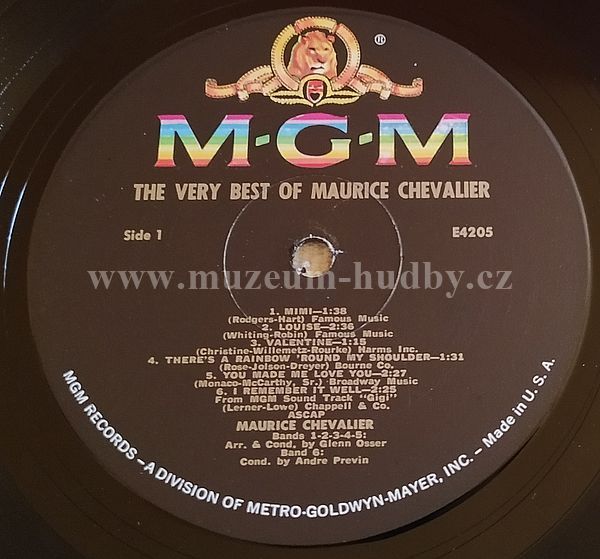 ®
M·G·M
THE VERY BEST OF MAURICE CHEVALIER
Side 1
E4205
www.muzeum-hudby.cz
1. MIMI—1:38
(Rodgers-Hart) Famous Music
2. LOUISE—2:36
(Whiting-Robin) Famous Music
3. VALENTINE—1:15
(Christine-Willemetz-Rourke) Harms Inc.
4. THERE'S A RAINBOW 'ROUND MY SHOULDER—1:31
(Rose-Jolson-Dreyer) Bourne Co.
5. YOU MADE ME LOVE YOU—2:27
(Monaco-McCarthy, Sr.) Broadway Music
6. I REMEMBER IT WELL—2:25
From MGM Sound Track "Gigi"
(Lerner-Lowe) Chappell & Co.
ASCAP
MAURICE CHEVALIER
Bands 1-2-3-4-5:
Arr. & Cond. by Glenn Osser
Band 6:
Cond. by Andre Previn
MGM RECORDS – A DIVISION OF METRO-GOLDWYN-MAYER, INC. – Made in U.S.A.